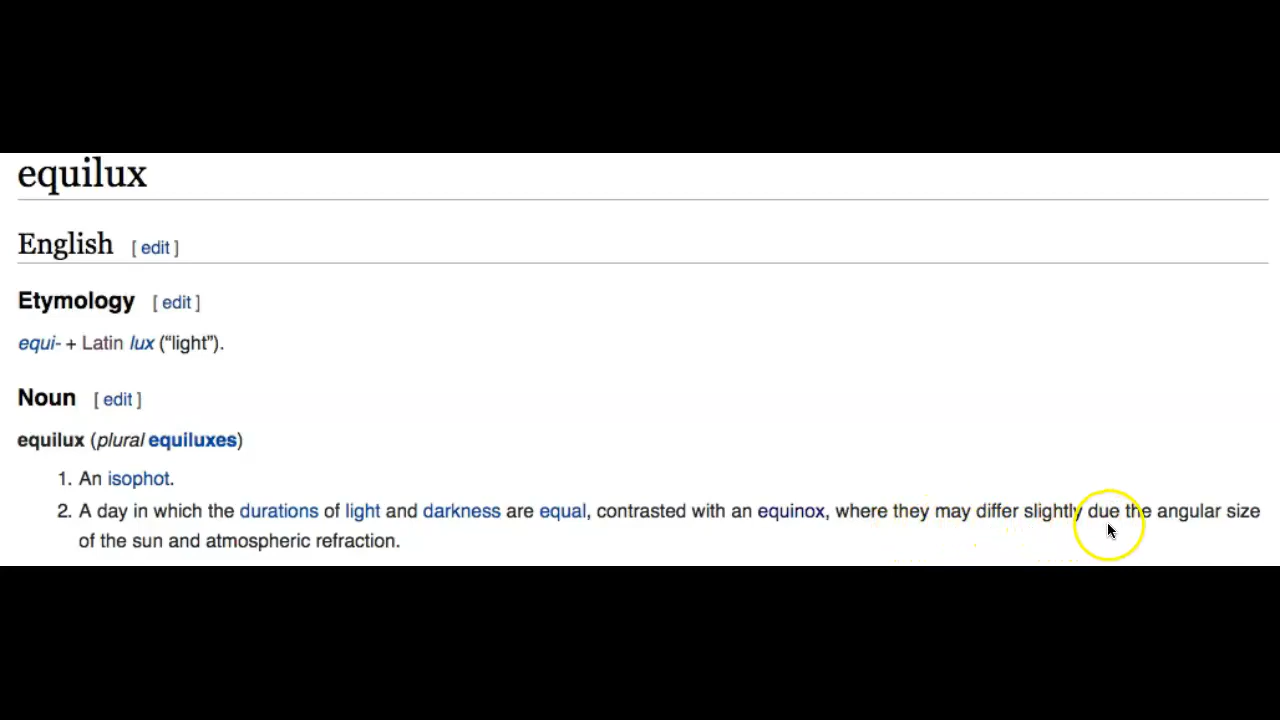 equilux
English [ edit ]
Etymology [ edit ]
equi- + Latin lux (“light”).
Noun [ edit ]
equilux (plural equiluxes)
1. An isophot.
2. A day in which the durations of light and darkness are equal, contrasted with an equinox, where they may differ slightly due the angular size
of the sun and atmospheric refraction.